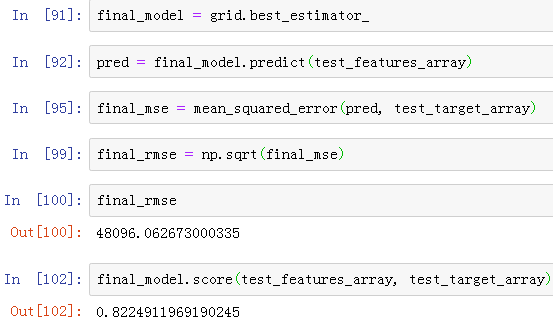 In [91]: final_model = grid.best_estimator_
In [92]: pred = final_model.predict(test_features_array)
In [95]: final_mse = mean_squared_error(pred, test_target_array)
In [99]: final_rmse = np.sqrt(final_mse)
In [100]: final_rmse
Out[100]: 48096.062673000335
In [102]: final_model.score(test_features_array, test_target_array)
Out[102]: 0.8224911969190245